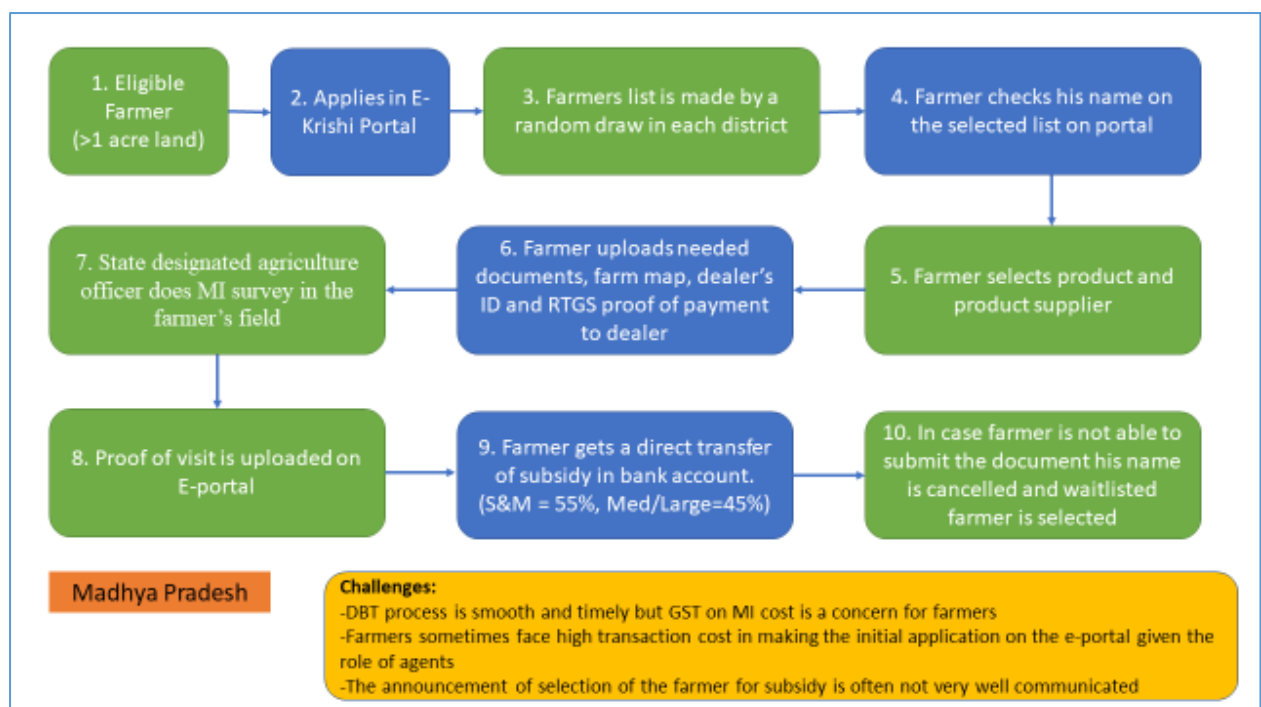 1. Eligible
Farmer
(>1 acre land)
2. Applies in E-
Krishi Portal
3. Farmers list is made by a
random draw in each district
4. Farmer checks his name on
the selected list on portal
5. Farmer selects product and
product supplier
6. Farmer uploads needed
documents, farm map, dealer's
ID and RTGS proof of payment
to dealer
7. State designated agriculture
officer does MI survey in the
farmer's field
8. Proof of visit is uploaded on
E-portal
9. Farmer gets a direct transfer
of subsidy in bank account.
(S&M = 55%, Med/Large=45%)
10. In case farmer is not able to
submit the document his name
is cancelled and waitlisted
farmer is selected
Madhya Pradesh
Challenges:
-DBT process is smooth and timely but GST on MI cost is a concern for farmers
-Farmers sometimes face high transaction cost in making the initial application on the e-portal given the
role of agents
-The announcement of selection of the farmer for subsidy is often not very well communicated